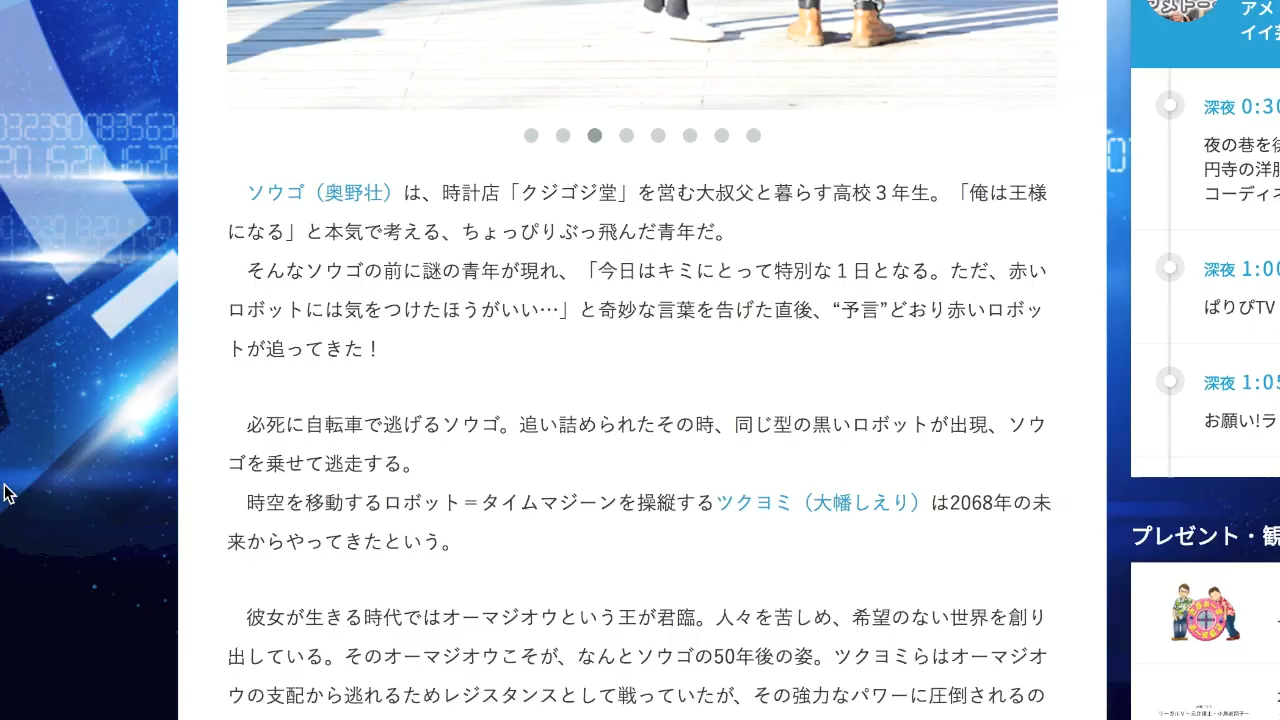 ソウゴ（奥野壮）は、時計店「クジゴジ堂」を営む大叔父と暮らす高校３年生。「俺は王様
になる」と本気で考える、ちょっぴりぶっ飛んだ青年だ。
そんなソウゴの前に謎の青年が現れ、「今日はキミにとって特別な１日となる。ただ、赤い
ロボットには気をつけたほうがいい…」と奇妙な言葉を告げた直後、“予言”どおり赤いロボッ
トが追ってきた！
必死に自転車で逃げるソウゴ。追い詰められたその時、同じ型の黒いロボットが出現、ソウ
ゴを乗せて逃走する。
時空を移動するロボット＝タイムマジーンを操縦するツクヨミ（大幡しえり）は2068年の未
来からやってきたという。
彼女が生きる時代ではオーマジオウという王が君臨。人々を苦しめ、希望のない世界を創り
出している。そのオーマジオウこそが、なんとソウゴの50年後の姿。ツクヨミらはオーマジオ
ウの支配から逃れるためレジスタンスとして戦っていたが、その強力なパワーに圧倒されるの
アメ
イイ
深夜 0:30
夜の巷を
円寺の洋
コーディ
深夜 1:00
ぱりぴTV
深夜 1:05
お願い!ラ
プレゼント・観